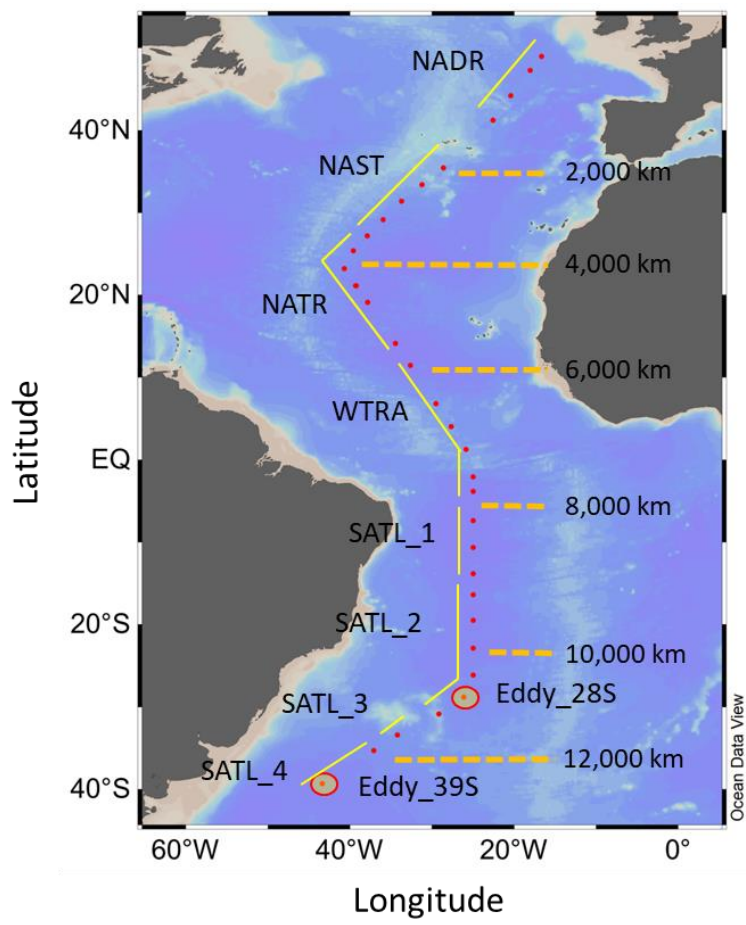 NADR
40°N
NAST
2,000 km
4,000 km
20°N
NATR
6,000 km
WTRA
Latitude
EQ
8,000 km
SATL_1
20°S
SATL_2
10,000 km
SATL_3
Eddy_28S
12,000 km
SATL_4
40°S
Eddy_39S
Ocean Data View
60°W 40°W 20°W 0°
Longitude